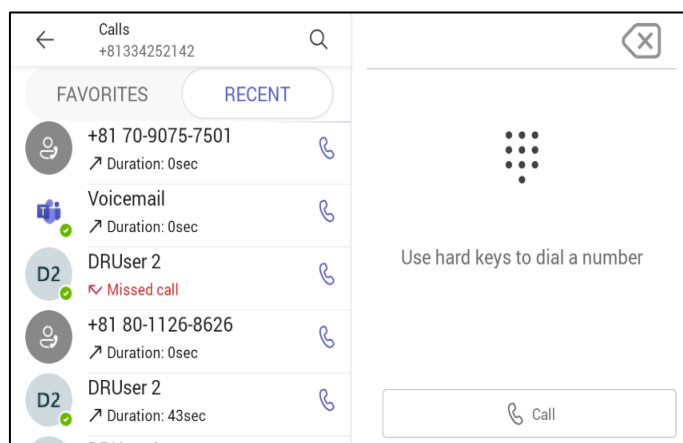 Calls
+81334252142
FAVORITES
RECENT
+81 70-9075-7501
Duration: 0sec
Voicemail
Duration: 0sec
D2
DRUser 2
Missed call
+81 80-1126-8626
Duration: 0sec
D2
DRUser 2
Duration: 43sec
Use hard keys to dial a number
Call